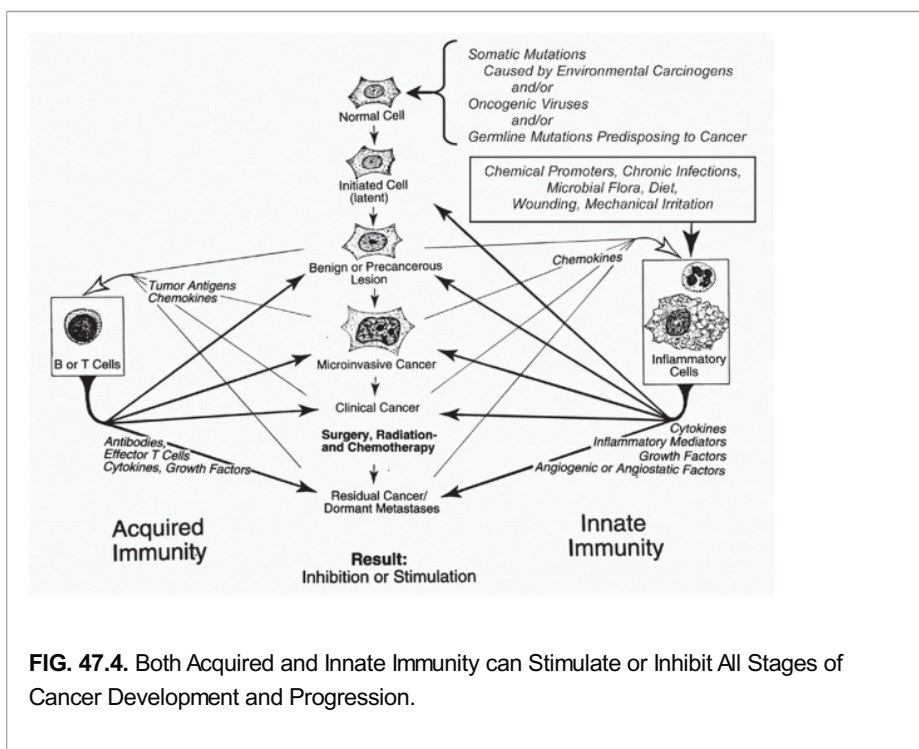 Somatic Mutations
Caused by Environmental Carcinogens
and/or
Oncogenic Viruses
and/or
Germline Mutations Predisposing to Cancer
Normal Cell
Chemical Promoters, Chronic Infections,
Microbial Flora, Diet,
Wounding, Mechanical Irritation
Initiated Cell
(latent)
Benign or Precancerous
Lesion
Chemokines
Tumor Antigens
Chemokines
B or T Cells
Microinvasive Cancer
Inflammatory
Cells
Clinical Cancer
Surgery, Radiation-
and Chemotherapy
Antibodies,
Effector T Cells
Cytokines, Growth Factors
Cytokines
Inflammatory Mediators
Growth Factors
Angiogenic or Angiostatic Factors
Residual Cancer/
Dormant Metastases
Acquired
Immunity
Innate
Immunity
Result:
Inhibition or Stimulation
FIG. 47.4. Both Acquired and Innate Immunity can Stimulate or Inhibit All Stages of
Cancer Development and Progression.